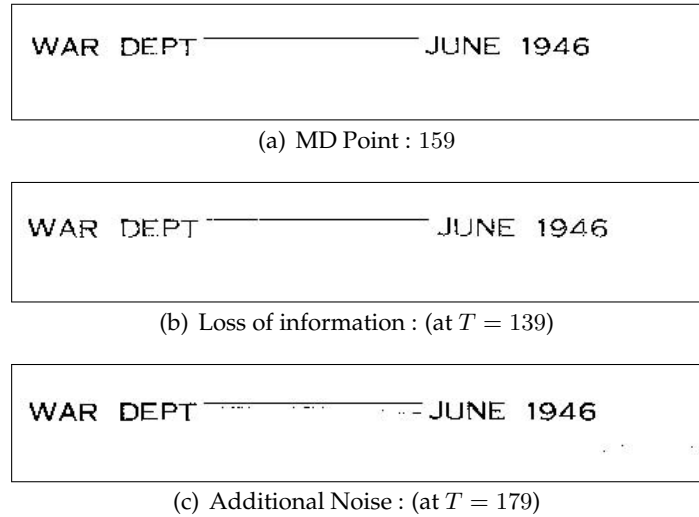 WAR DEPT JUNE 1946
(a) MD Point : 159
WAR DEPT JUNE 1946
(b) Loss of information : (at T = 139)
WAR DEPT JUNE 1946
(c) Additional Noise : (at T = 179)